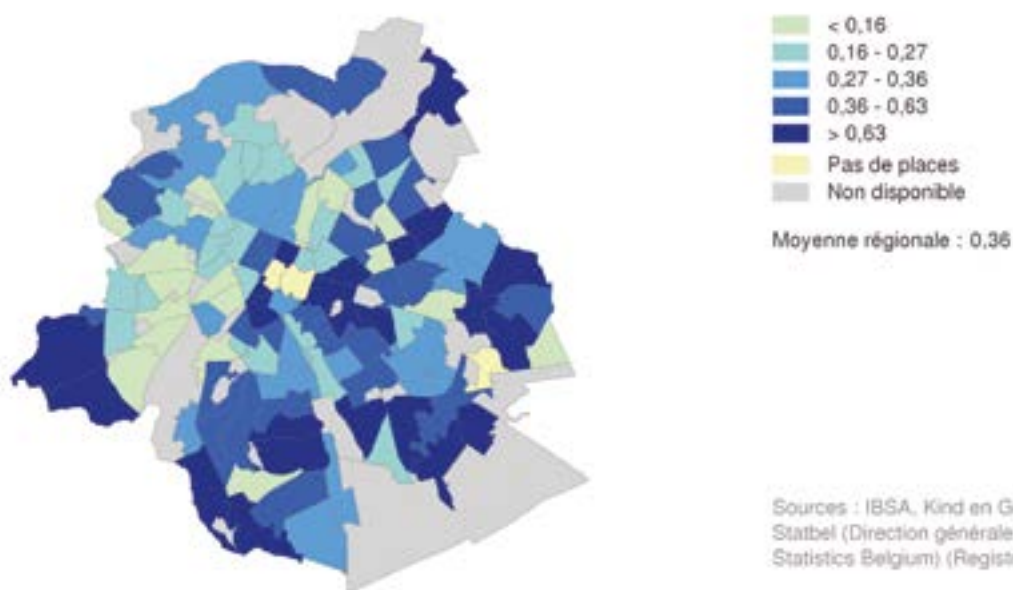 < 0,16
0,16 - 0,27
0,27 - 0,36
0,36 - 0,63
> 0,63
Pas de places
Non disponible
Moyenne régionale : 0,36
Sources : IBSA, Kind en G
Statbel (Direction générale
Statistics Belgium) (Registr